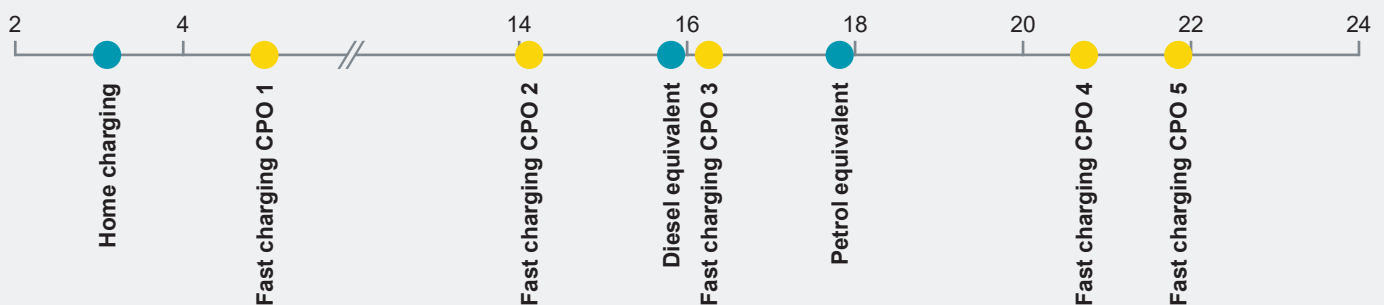 2 4 14 16 18 20 22 24
Home charging
Fast charging CPO 1
Fast charging CPO 2
Diesel equivalent
Fast charging CPO 3
Petrol equivalent
Fast charging CPO 4
Fast charging CPO 5